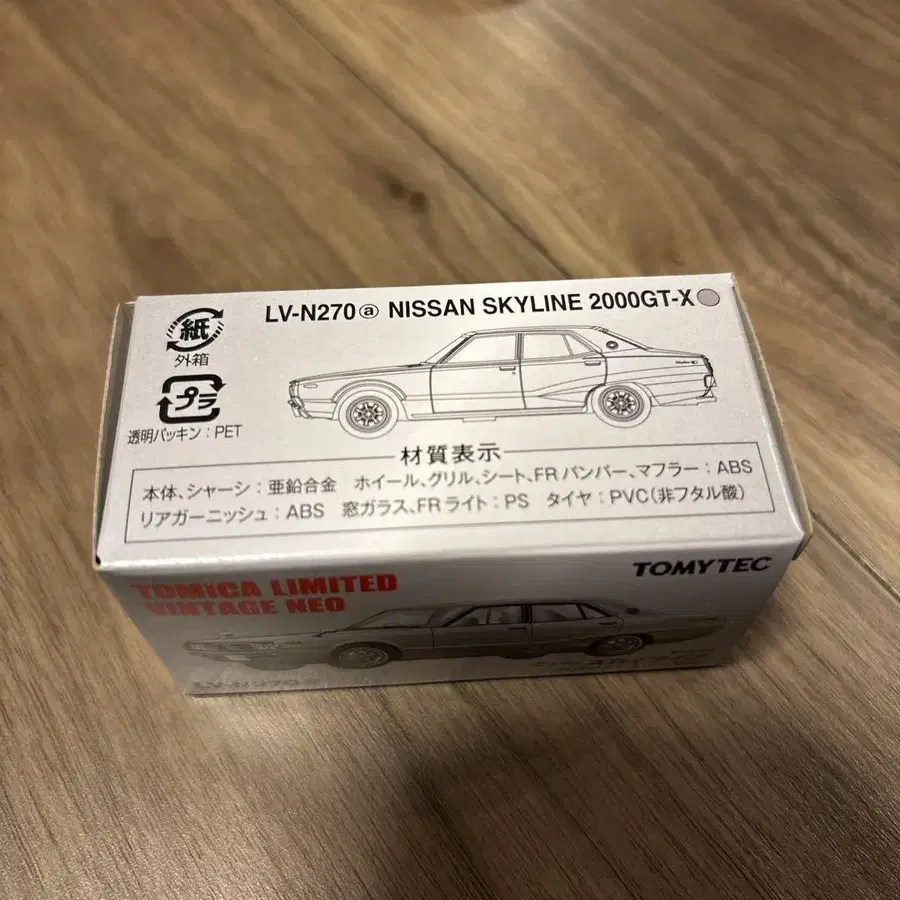 LV-N270ⓐ NISSAN SKYLINE 2000GT-X
紙
外箱
プラ
透明パッキン：PET
材質表示
本体、シャーシ：亜鉛合金 ホイール、グリル、シート、FRバンパー、マフラー：ABS
リアガーニッシュ：ABS 窓ガラス、FRライト：PS タイヤ：PVC（非フタル酸）
TOMICA LIMITED
VINTAGE NEO
TOMYTEC
LV-N270